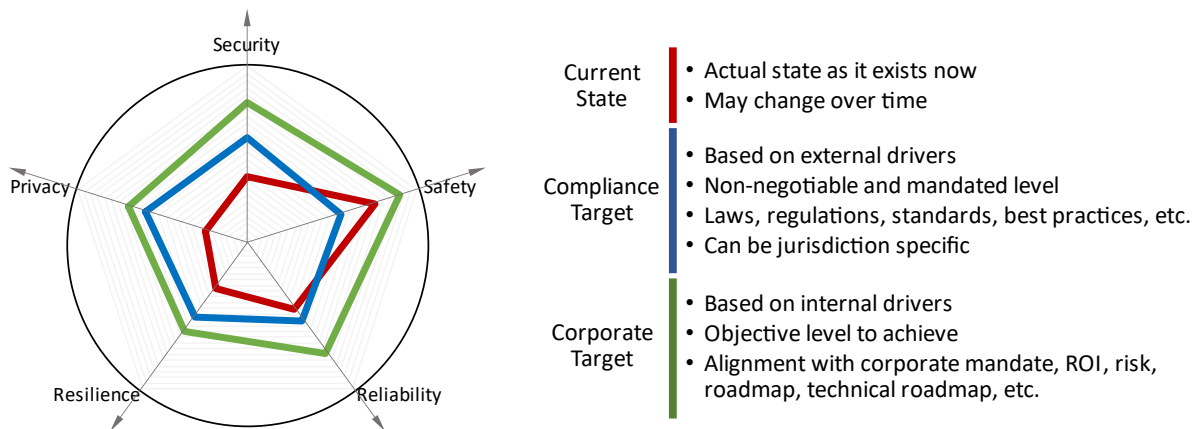 Security
Privacy
Safety
Resilience
Reliability
Current
State
• Actual state as it exists now
• May change over time
Compliance
Target
• Based on external drivers
• Non-negotiable and mandated level
• Laws, regulations, standards, best practices, etc.
• Can be jurisdiction specific
Corporate
Target
• Based on internal drivers
• Objective level to achieve
• Alignment with corporate mandate, ROI, risk,
roadmap, technical roadmap, etc.